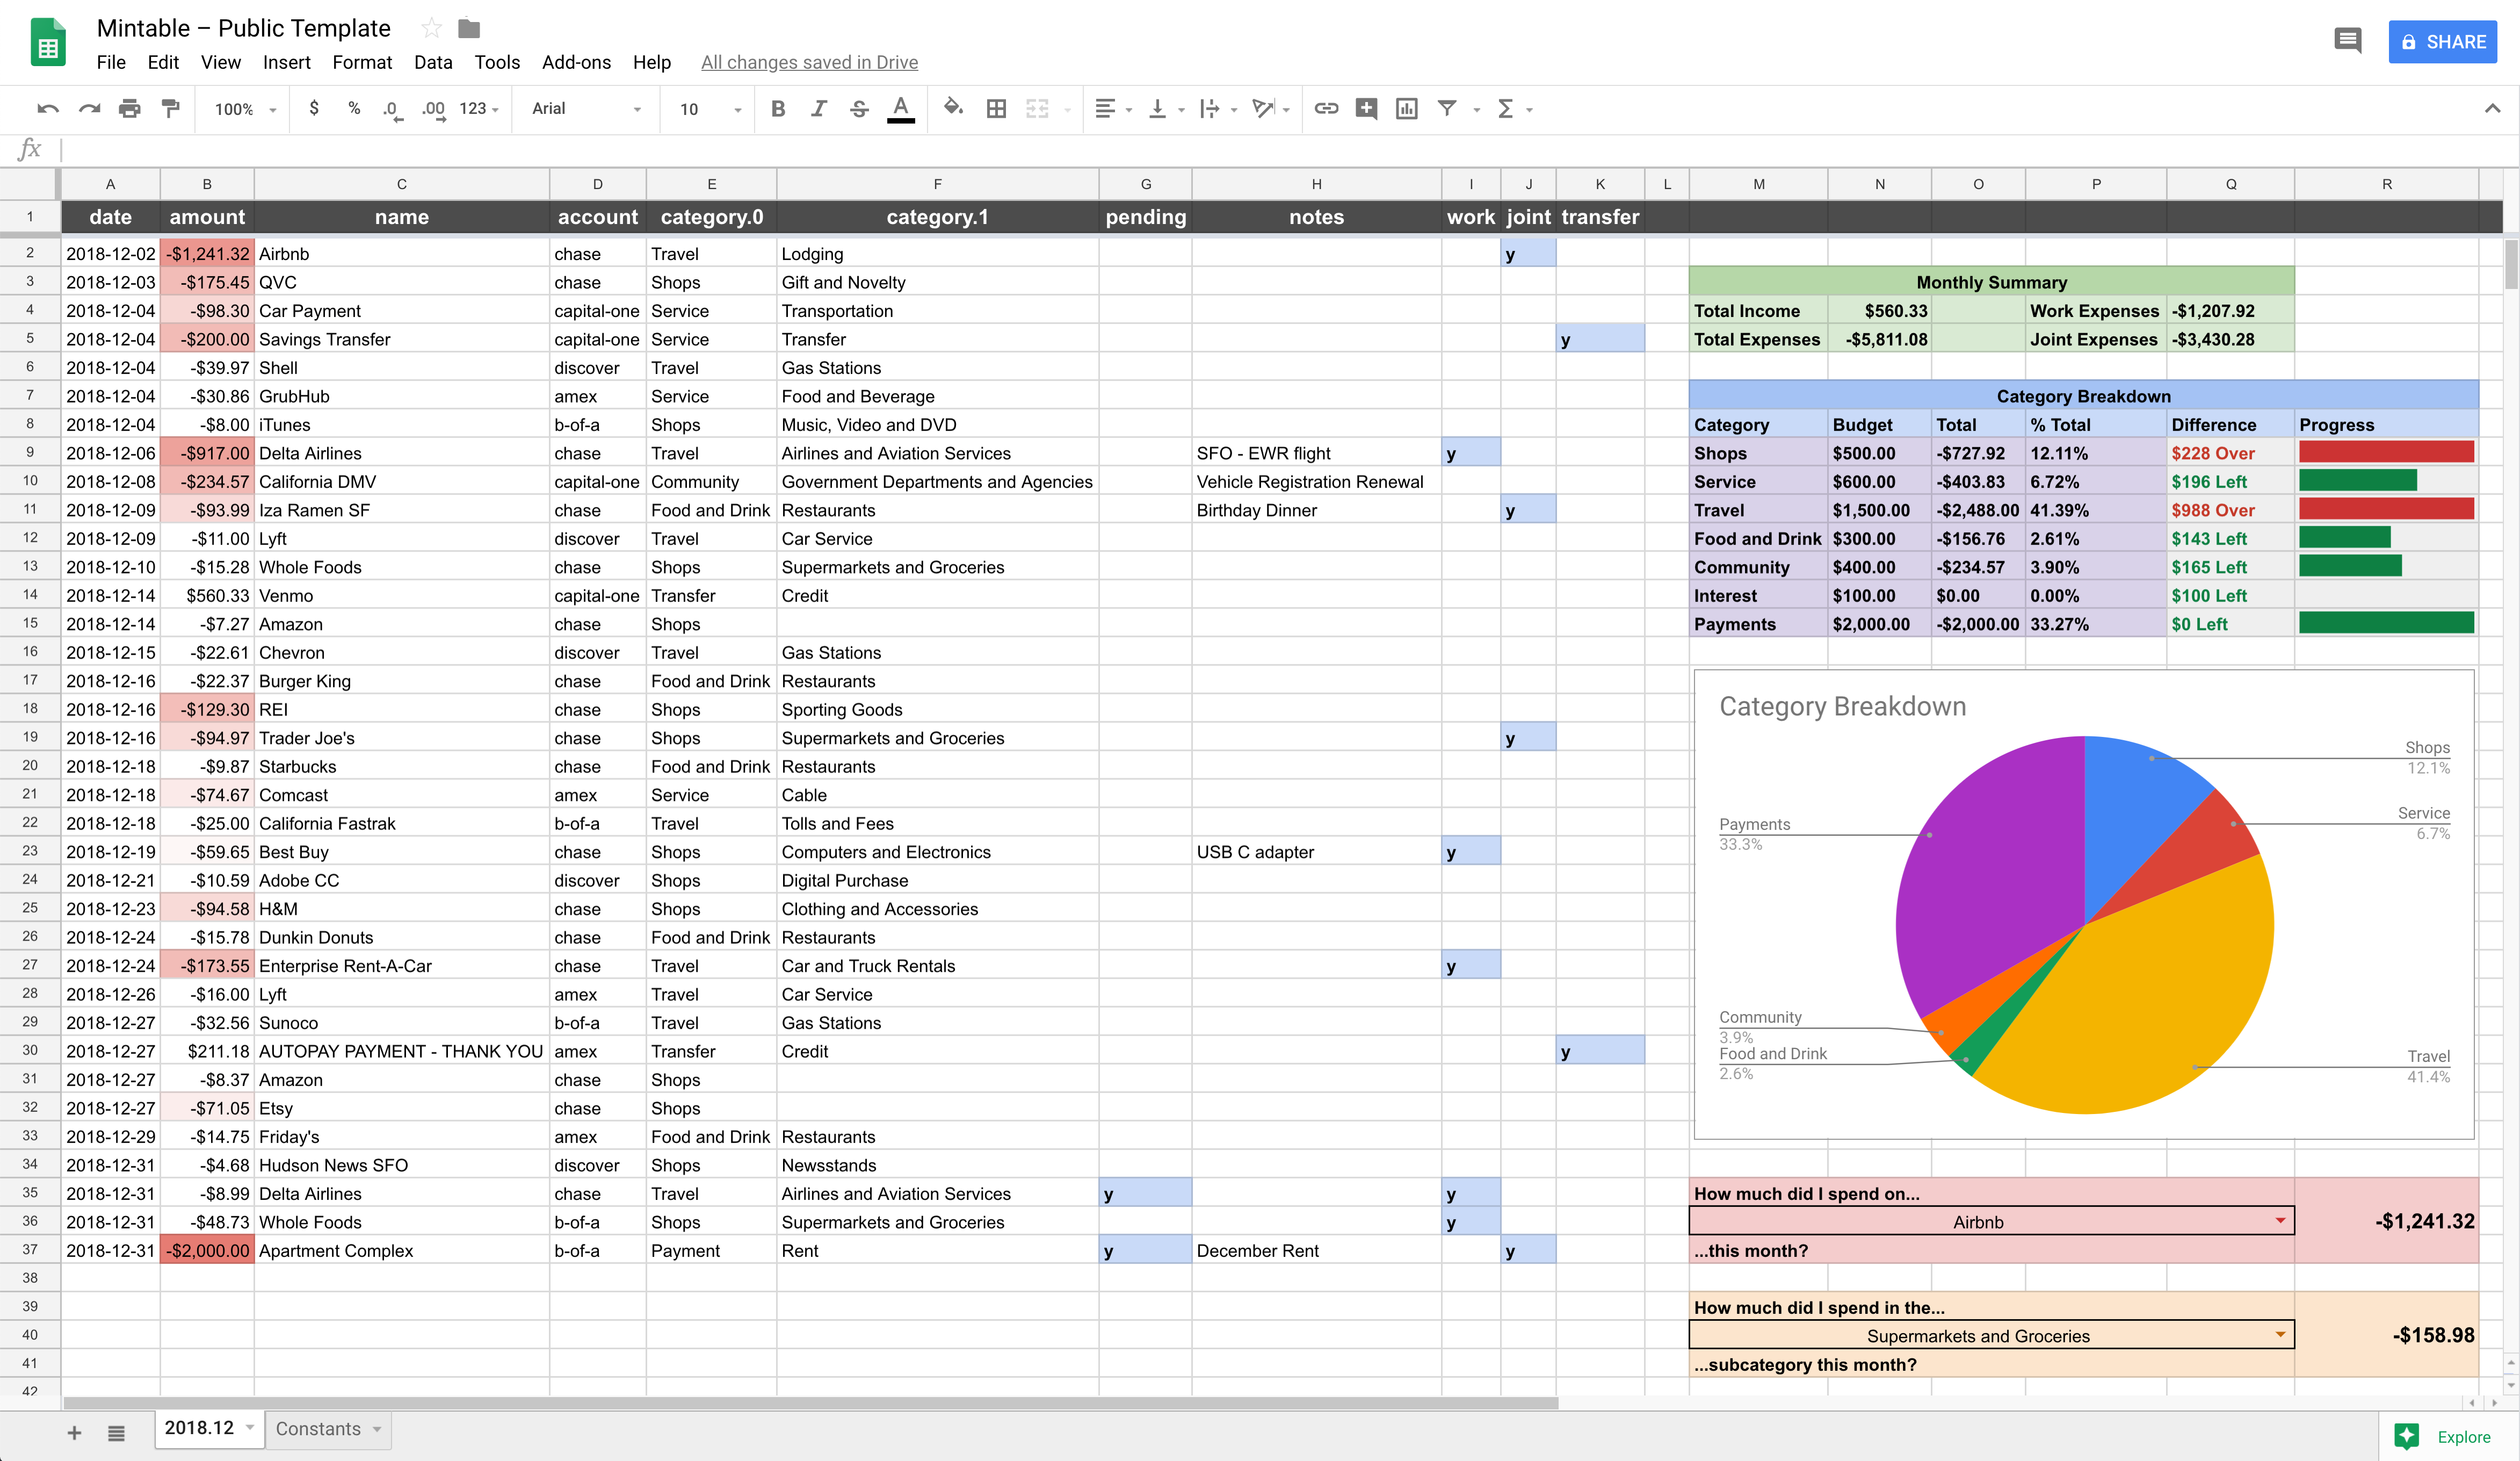 Mintable – Public Template
File Edit View Insert Format Data Tools Add-ons Help All changes saved in Drive
SHARE
100% $ % .0 .00 123 Arial 10 B I S A Σ
fx
A B C D E F G H I J K L M N O P Q R
1 date amount name account category.0 category.1 pending notes work joint transfer
2 2018-12-02 -$1,241.32 Airbnb chase Travel Lodging y
3 2018-12-03 -$175.45 QVC chase Shops Gift and Novelty Monthly Summary
4 2018-12-04 -$98.30 Car Payment capital-one Service Transportation Total Income $560.33 Work Expenses -$1,207.92
5 2018-12-04 -$200.00 Savings Transfer capital-one Service Transfer y Total Expenses -$5,811.08 Joint Expenses -$3,430.28
6 2018-12-04 -$39.97 Shell discover Travel Gas Stations
7 2018-12-04 -$30.86 GrubHub amex Service Food and Beverage Category Breakdown
8 2018-12-04 -$8.00 iTunes b-of-a Shops Music, Video and DVD Category Budget Total % Total Difference Progress
9 2018-12-06 -$917.00 Delta Airlines chase Travel Airlines and Aviation Services SFO - EWR flight y Shops $500.00 -$727.92 12.11% $228 Over
10 2018-12-08 -$234.57 California DMV capital-one Community Government Departments and Agencies Vehicle Registration Renewal Service $600.00 -$403.83 6.72% $196 Left
11 2018-12-09 -$93.99 Iza Ramen SF chase Food and Drink Restaurants Birthday Dinner y Travel $1,500.00 -$2,488.00 41.39% $988 Over
12 2018-12-09 -$11.00 Lyft discover Travel Car Service Food and Drink $300.00 -$156.76 2.61% $143 Left
13 2018-12-10 -$15.28 Whole Foods chase Shops Supermarkets and Groceries Community $400.00 -$234.57 3.90% $165 Left
14 2018-12-14 $560.33 Venmo capital-one Transfer Credit Interest $100.00 $0.00 0.00% $100 Left
15 2018-12-14 -$7.27 Amazon chase Shops Payments $2,000.00 -$2,000.00 33.27% $0 Left
16 2018-12-15 -$22.61 Chevron discover Travel Gas Stations
17 2018-12-16 -$22.37 Burger King chase Food and Drink Restaurants
18 2018-12-16 -$129.30 REI chase Shops Sporting Goods
19 2018-12-16 -$94.97 Trader Joe's chase Shops Supermarkets and Groceries y
20 2018-12-18 -$9.87 Starbucks chase Food and Drink Restaurants
21 2018-12-18 -$74.67 Comcast amex Service Cable
22 2018-12-18 -$25.00 California Fastrak b-of-a Travel Tolls and Fees
23 2018-12-19 -$59.65 Best Buy chase Shops Computers and Electronics USB C adapter y
24 2018-12-21 -$10.59 Adobe CC discover Shops Digital Purchase
25 2018-12-23 -$94.58 H&M chase Shops Clothing and Accessories
26 2018-12-24 -$15.78 Dunkin Donuts chase Food and Drink Restaurants
27 2018-12-24 -$173.55 Enterprise Rent-A-Car chase Travel Car and Truck Rentals y
28 2018-12-26 -$16.00 Lyft amex Travel Car Service
29 2018-12-27 -$32.56 Sunoco b-of-a Travel Gas Stations
30 2018-12-27 $211.18 AUTOPAY PAYMENT - THANK YOU amex Transfer Credit y
31 2018-12-27 -$8.37 Amazon chase Shops
32 2018-12-27 -$71.05 Etsy chase Shops
33 2018-12-29 -$14.75 Friday's amex Food and Drink Restaurants
34 2018-12-31 -$4.68 Hudson News SFO discover Shops Newsstands
35 2018-12-31 -$8.99 Delta Airlines chase Travel Airlines and Aviation Services y y
36 2018-12-31 -$48.73 Whole Foods b-of-a Shops Supermarkets and Groceries y
37 2018-12-31 -$2,000.00 Apartment Complex b-of-a Payment Rent y December Rent y
38
39
40
41
42
Category Breakdown
Shops
12.1%
Service
6.7%
Payments
33.3%
Community
3.9%
Food and Drink
2.6%
Travel
41.4%
How much did I spend on...
Airbnb -$1,241.32
...this month?
How much did I spend in the...
Supermarkets and Groceries -$158.98
...subcategory this month?
+ 2018.12 Constants Explore